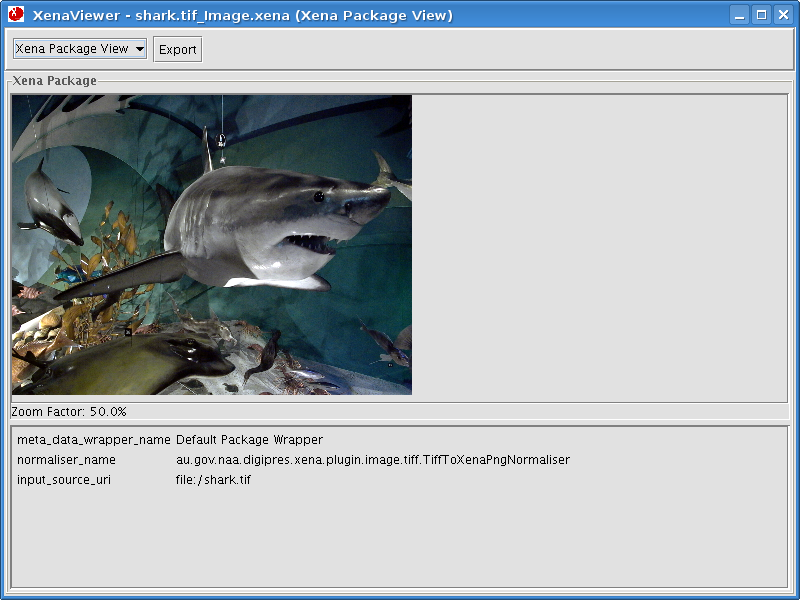 XenaViewer - shark.tif_Image.xena (Xena Package View)
Xena Package View Export
Xena Package
Zoom Factor: 50.0%
meta_data_wrapper_name Default Package Wrapper
normaliser_name au.gov.naa.digipres.xena.plugin.image.tiff.TiffToXenaPngNormaliser
input_source_uri file:/shark.tif